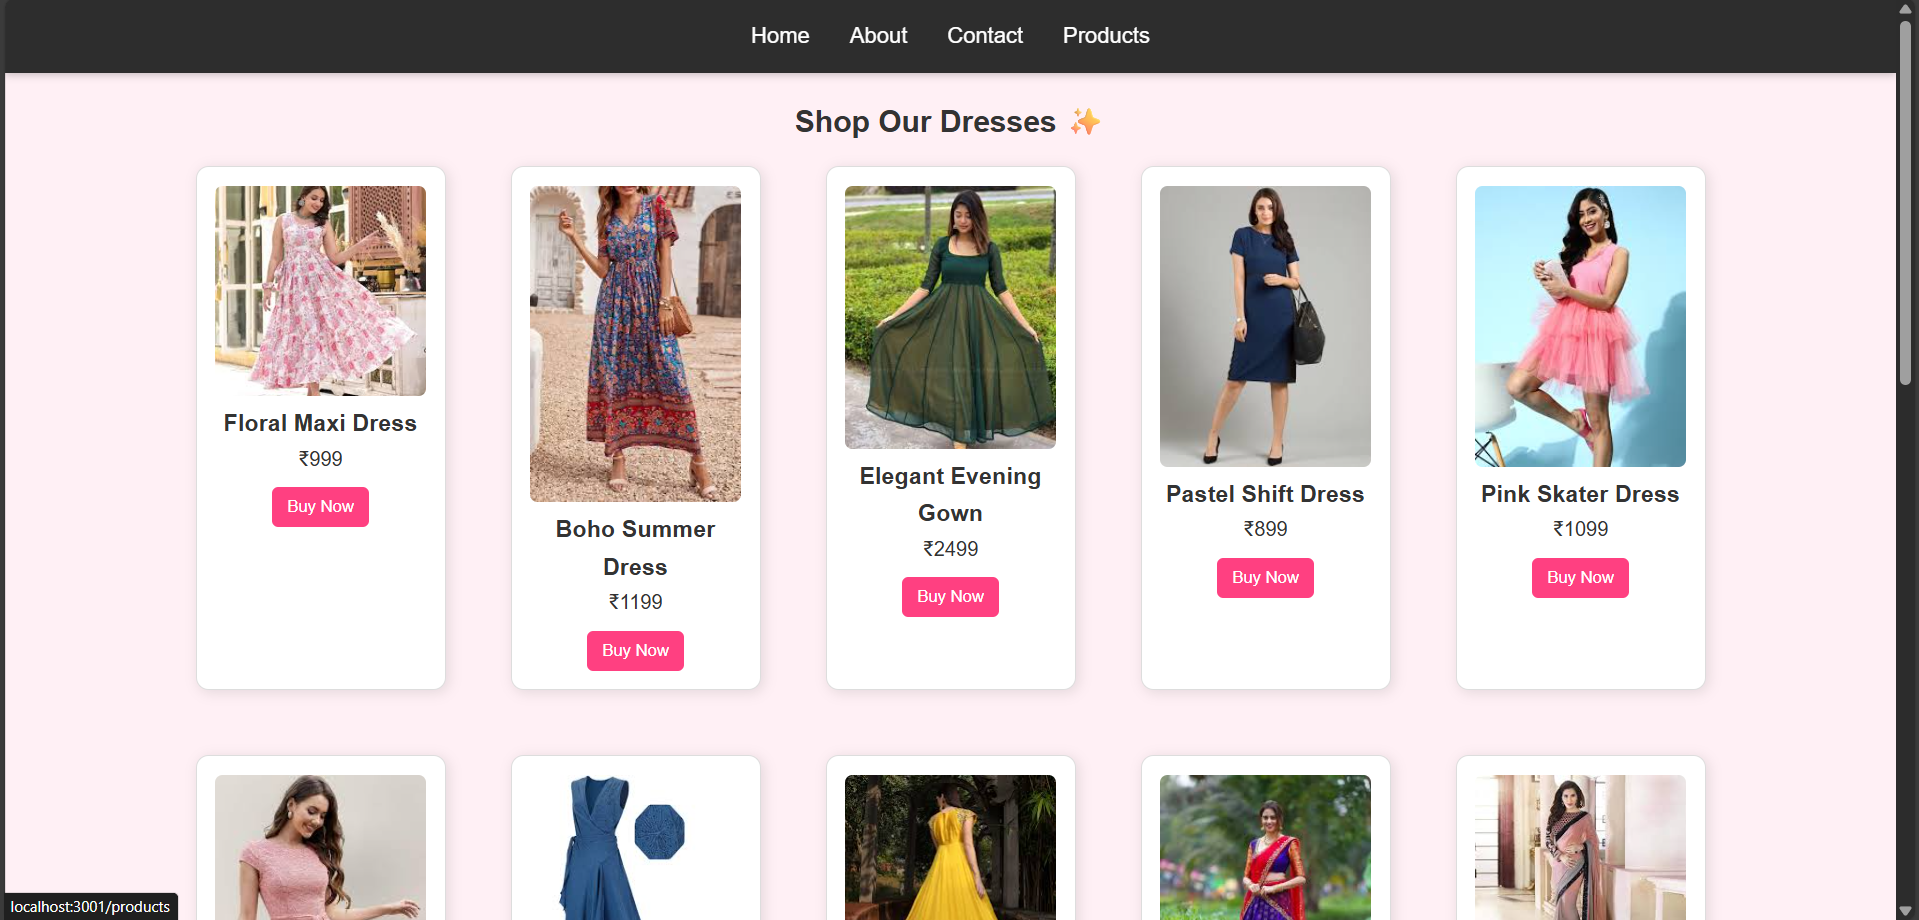 Home About Contact Products
Shop Our Dresses ✨
Floral Maxi Dress
₹999
Buy Now
Boho Summer
Dress
₹1199
Buy Now
Elegant Evening
Gown
₹2499
Buy Now
Pastel Shift Dress
₹899
Buy Now
Pink Skater Dress
₹1099
Buy Now
localhost:3001/products